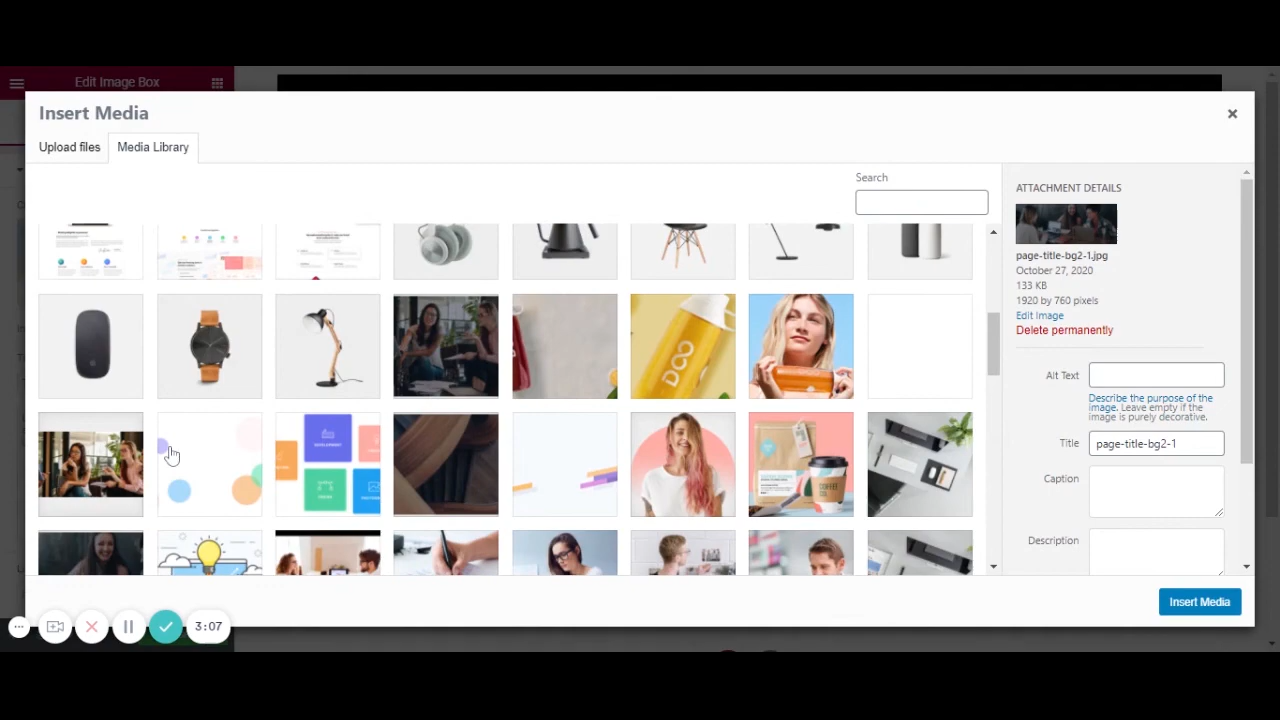 Edit Image Box
Insert Media
Upload files
Media Library
Search
ATTACHMENT DETAILS
page-title-bg2-1.jpg
October 27, 2020
133 KB
1920 by 760 pixels
Edit Image
Delete permanently
Alt Text
Describe the purpose of the
image. Leave empty if the
image is purely decorative.
Title
page-title-bg2-1
Caption
Description
DOO
DEVELOPMENT
COFFEE
Insert Media
3:07